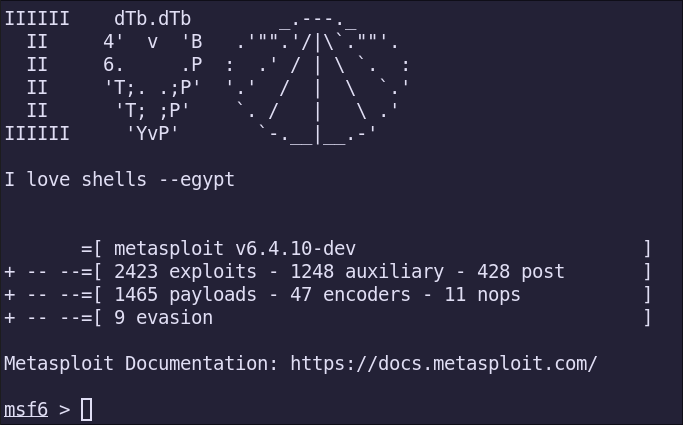 IIIIII    dTb.dTb        _.---._
  II     4'  v  'B   .'"".'/|\`.""'.
  II     6.     .P  :  .' / | \ `.  :
  II     'T;. .;P'  '.'  /  |  \  `.'
  II      'T; ;P'    `. /   |   \ .'
IIIIII     'YvP'       `-.__|__.-'
I love shells --egypt
       =[ metasploit v6.4.10-dev                          ]
+ -- --=[ 2423 exploits - 1248 auxiliary - 428 post       ]
+ -- --=[ 1465 payloads - 47 encoders - 11 nops           ]
+ -- --=[ 9 evasion                                       ]
Metasploit Documentation: https://docs.metasploit.com/
msf6 >